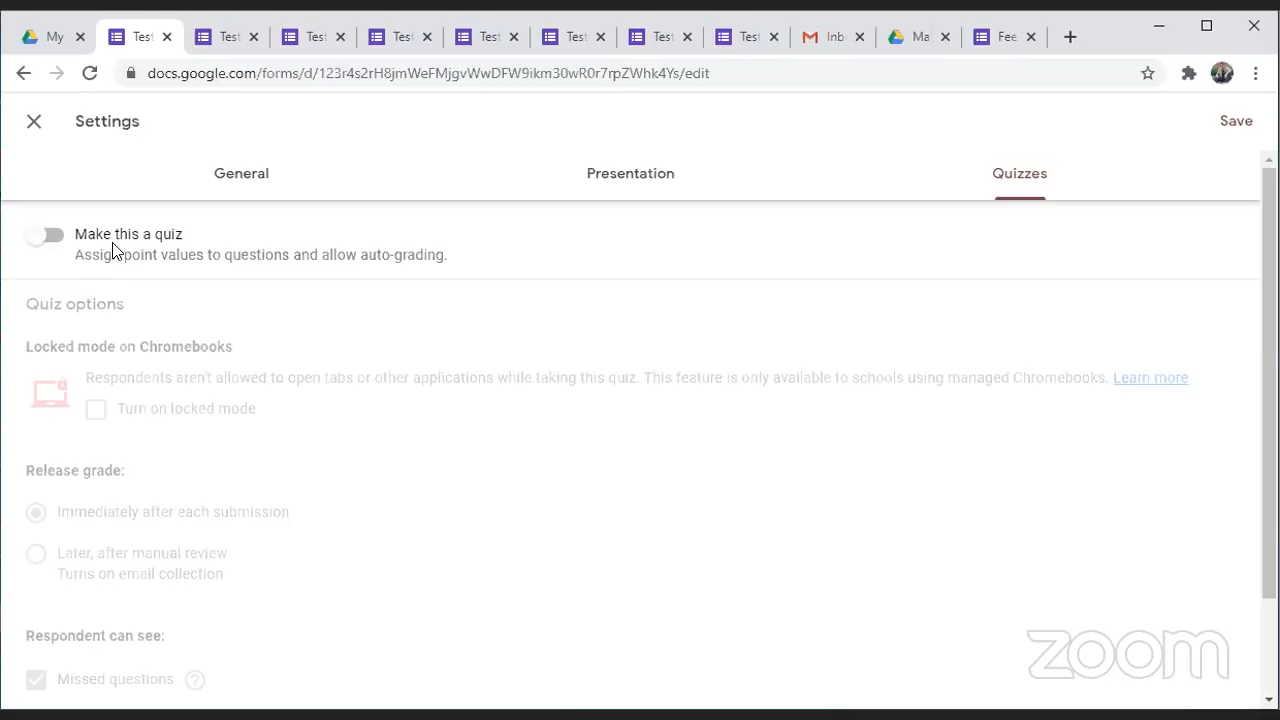 My
Test
Test
Test
Test
Test
Test
Test
Test
Inb
Ma
Fee
docs.google.com/forms/d/123r4s2rH8jmWeFMJgvWwDFW9ikm30wR0r7rpZWhk4Ys/edit
Settings
Save
General
Presentation
Quizzes
Make this a quiz
Assign point values to questions and allow auto-grading.
Quiz options
Locked mode on Chromebooks
Respondents aren't allowed to open tabs or other applications while taking this quiz. This feature is only available to schools using managed Chromebooks. Learn more
Turn on locked mode
Release grade:
Immediately after each submission
Later, after manual review
Turns on email collection
Respondent can see:
Missed questions
zoom